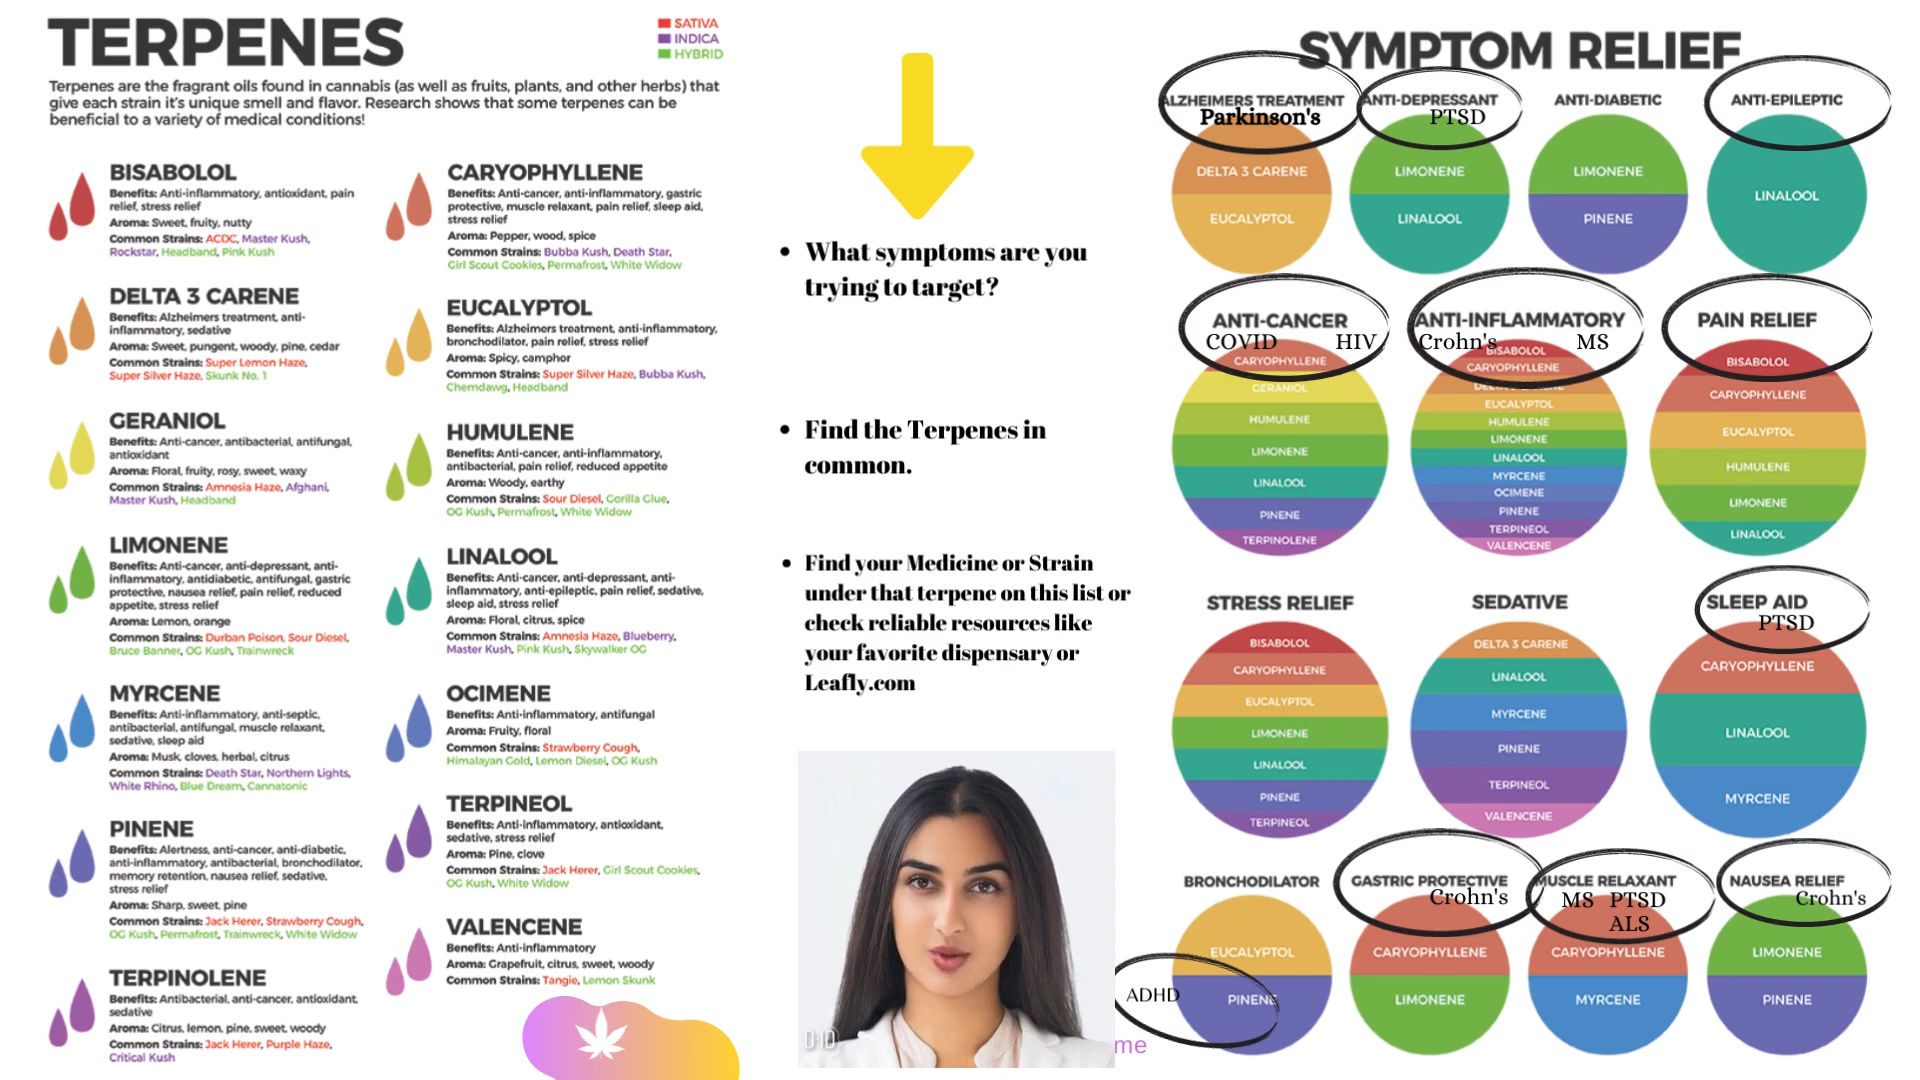 TERPENES
SATIVA
INDICA
HYBRID
Terpenes are the fragrant oils found in cannabis (as well as fruits, plants, and other herbs) that
give each strain it's unique smell and flavor. Research shows that some terpenes can be
beneficial to a variety of medical conditions!
BISABOLOL
Benefits: Anti-inflammatory, antioxidant, pain
relief, stress relief
Aroma: Sweet, fruity, nutty
Common Strains: ACDC, Master Kush,
Rockstar, Headband, Pink Kush
DELTA 3 CARENE
Benefits: Alzheimers treatment, anti-
inflammatory, sedative
Aroma: Sweet, pungent, woody, pine, cedar
Common Strains: Super Lemon Haze,
Super Silver Haze, Skunk No. 1
GERANIOL
Benefits: Anti-cancer, antibacterial, antifungal,
antioxidant
Aroma: Floral, fruity, rosy, sweet, waxy
Common Strains: Amnesia Haze, Afghani,
Master Kush, Headband
LIMONENE
Benefits: Anti-cancer, anti-depressant, anti-
inflammatory, antidiabetic, antifungal, gastric
protective, nausea relief, pain relief, reduced
appetite, stress relief
Aroma: Lemon, orange
Common Strains: Durban Poison, Sour Diesel,
Bruce Banner, OG Kush, Trainwreck
MYRCENE
Benefits: Anti-inflammatory, anti-septic,
antibacterial, antifungal, muscle relaxant,
sedative, sleep aid
Aroma: Musk, cloves, herbal, citrus
Common Strains: Death Star, Northern Lights,
White Rhino, Blue Dream, Cannatonic
PINENE
Benefits: Alertness, anti-cancer, anti-diabetic,
anti-inflammatory, antibacterial, bronchodilator,
memory retention, nausea relief, sedative,
stress relief
Aroma: Sharp, sweet, pine
Common Strains: Jack Herer, Strawberry Cough,
OG Kush, Permafrost, Trainwreck, White Widow
TERPINOLENE
Benefits: Antibacterial, anti-cancer, antioxidant,
sedative
Aroma: Citrus, lemon, pine, sweet, woody
Common Strains: Jack Herer, Purple Haze,
Critical Kush
CARYOPHYLLENE
Benefits: Anti-cancer, anti-inflammatory, gastric
protective, muscle relaxant, pain relief, sleep aid,
stress relief
Aroma: Pepper, wood, spice
Common Strains: Bubba Kush, Death Star,
Girl Scout Cookies, Permafrost, White Widow
EUCALYPTOL
Benefits: Alzheimers treatment, anti-inflammatory,
bronchodilator, pain relief, stress relief
Aroma: Spicy, camphor
Common Strains: Super Silver Haze, Bubba Kush,
Chemdawg, Headband
HUMULENE
Benefits: Anti-cancer, anti-inflammatory,
antibacterial, pain relief, reduced appetite
Aroma: Woody, earthy
Common Strains: Sour Diesel, Gorilla Glue,
OG Kush, Permafrost, White Widow
LINALOOL
Benefits: Anti-cancer, anti-depressant, anti-
inflammatory, anti-epileptic, pain relief, sedative,
sleep aid, stress relief
Aroma: Floral, citrus, spice
Common Strains: Amnesia Haze, Blueberry,
Master Kush, Pink Kush, Skywalker OG
OCIMENE
Benefits: Anti-inflammatory, antifungal
Aroma: Fruity, floral
Common Strains: Strawberry Cough,
Himalayan Gold, Lemon Diesel, OG Kush
TERPINEOL
Benefits: Anti-inflammatory, antioxidant,
sedative, stress relief
Aroma: Pine, clove
Common Strains: Jack Herer, Girl Scout Cookies,
OG Kush, White Widow
VALENCENE
Benefits: Anti-inflammatory
Aroma: Grapefruit, citrus, sweet, woody
Common Strains: Tangie, Lemon Skunk
• What symptoms are you
trying to target?
• Find the Terpenes in
common.
• Find your Medicine or Strain
under that terpene on this list or
check reliable resources like
your favorite dispensary or
Leafly.com
0:10
me
SYMPTOM RELIEF
ALZHEIMERS TREATMENT
Parkinson's
DELTA 3 CARENE
EUCALYPTOL
ANTI-DEPRESSANT
PTSD
LIMONENE
LINALOOL
ANTI-DIABETIC
LIMONENE
PINENE
ANTI-EPILEPTIC
LINALOOL
ANTI-CANCER
COVID HIV
CARYOPHYLLENE
GERANIOL
HUMULENE
LIMONENE
LINALOOL
PINENE
TERPINOLENE
ANTI-INFLAMMATORY
Crohn's MS
BISABOLOL
CARYOPHYLLENE
EUCALYPTOL
HUMULENE
LIMONENE
LINALOOL
MYRCENE
OCIMENE
PINENE
TERPINEOL
VALENCENE
PAIN RELIEF
BISABOLOL
CARYOPHYLLENE
EUCALYPTOL
HUMULENE
LIMONENE
LINALOOL
STRESS RELIEF
BISABOLOL
CARYOPHYLLENE
EUCALYPTOL
LIMONENE
LINALOOL
PINENE
TERPINEOL
SEDATIVE
DELTA 3 CARENE
LINALOOL
MYRCENE
PINENE
TERPINEOL
VALENCENE
SLEEP AID
PTSD
CARYOPHYLLENE
LINALOOL
MYRCENE
BRONCHODILATOR
EUCALYPTOL
ADHD
PINENE
GASTRIC PROTECTIVE
Crohn's
CARYOPHYLLENE
LIMONENE
MUSCLE RELAXANT
MS PTSD
ALS
CARYOPHYLLENE
MYRCENE
NAUSEA RELIEF
Crohn's
LIMONENE
PINENE